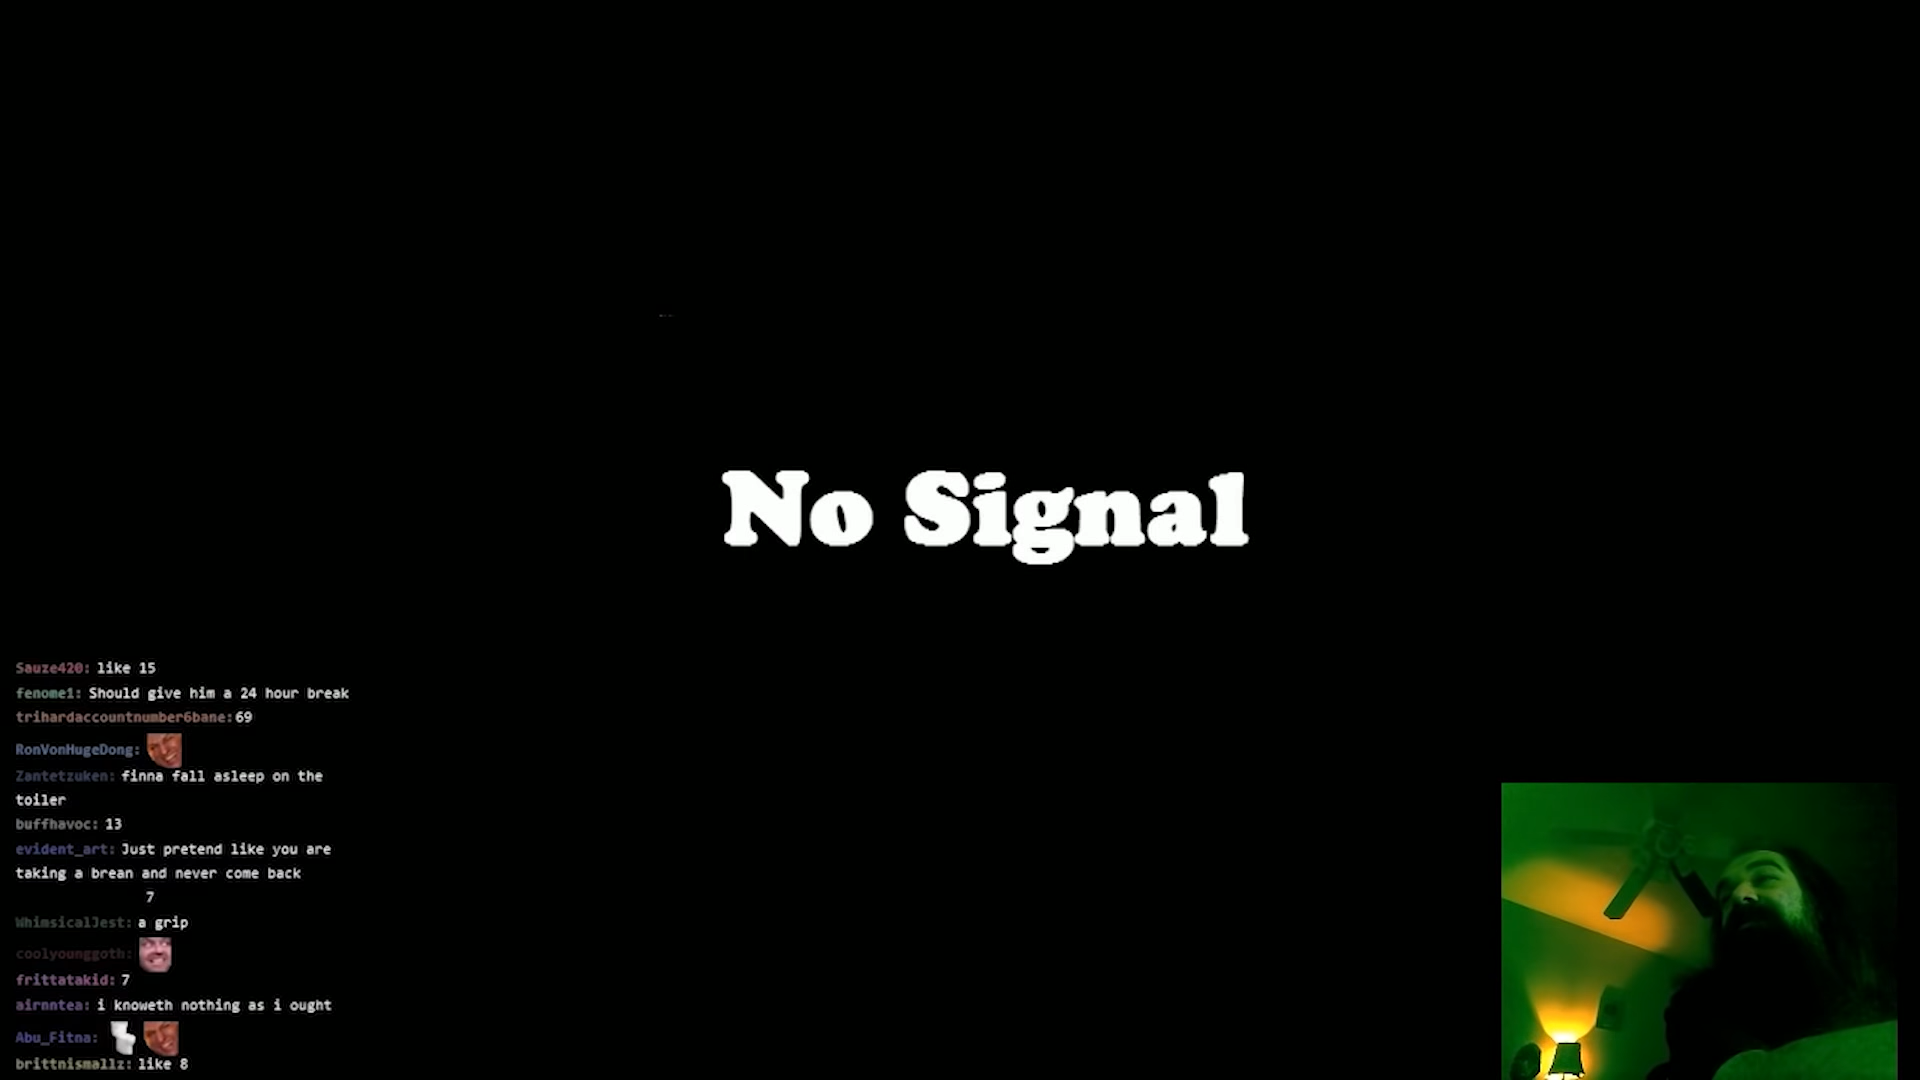 No Signal
Sauze420: like 15
fenome1: Should give him a 24 hour break
trihardaccountnumber6bane: 69
RonVonHugeDong:
Zantetzuken: finna fall asleep on the
toiler
buffhavoc: 13
evident_art: Just pretend like you are
taking a brean and never come back
7
WhimsicalJest: a grip
coolyounggoth:
frittatakid: 7
airnntea: i knoweth nothing as i ought
Abu_Fitna:
brittnismallz: like 8